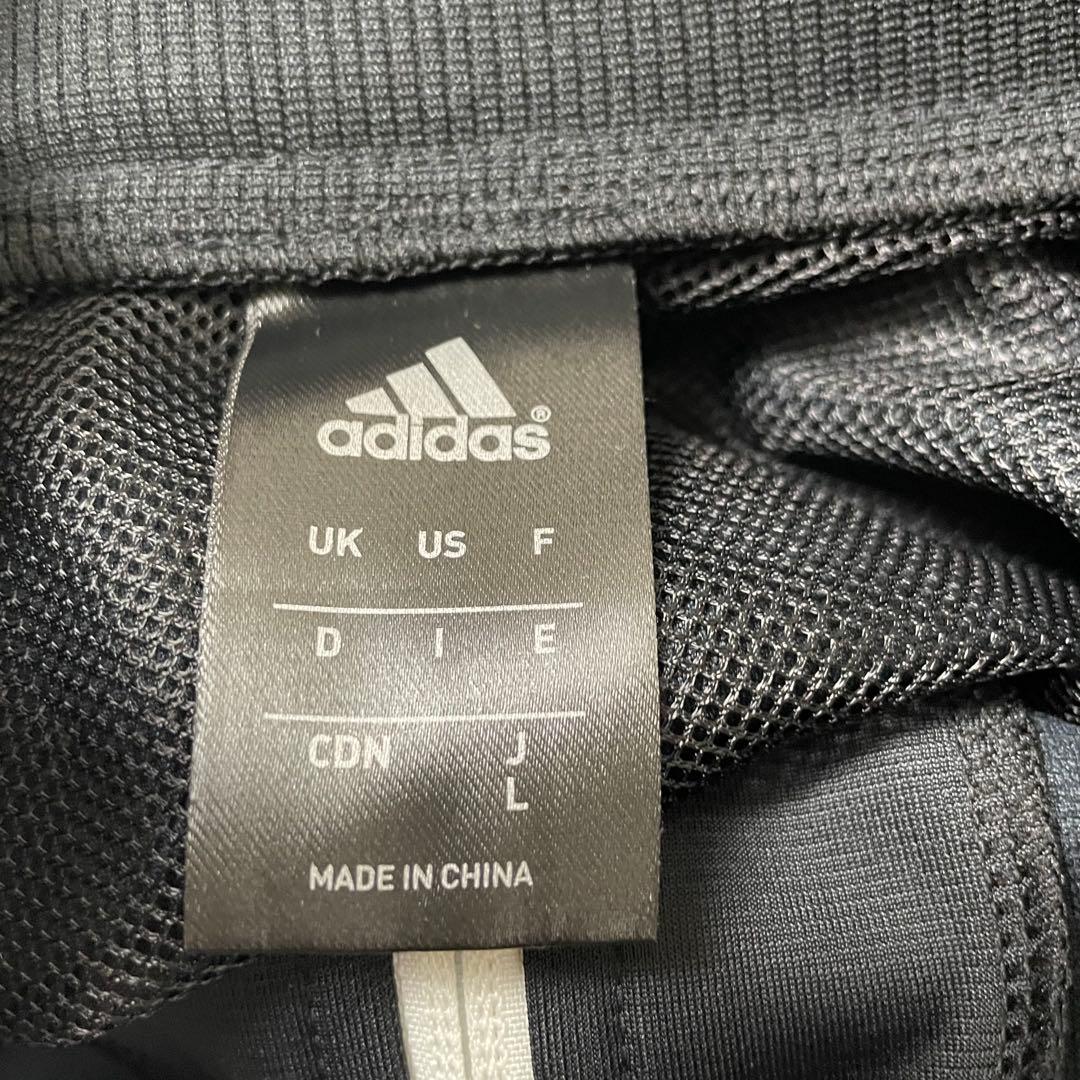 adidas®
UK US F
D I E
CDN J
L
MADE IN CHINA